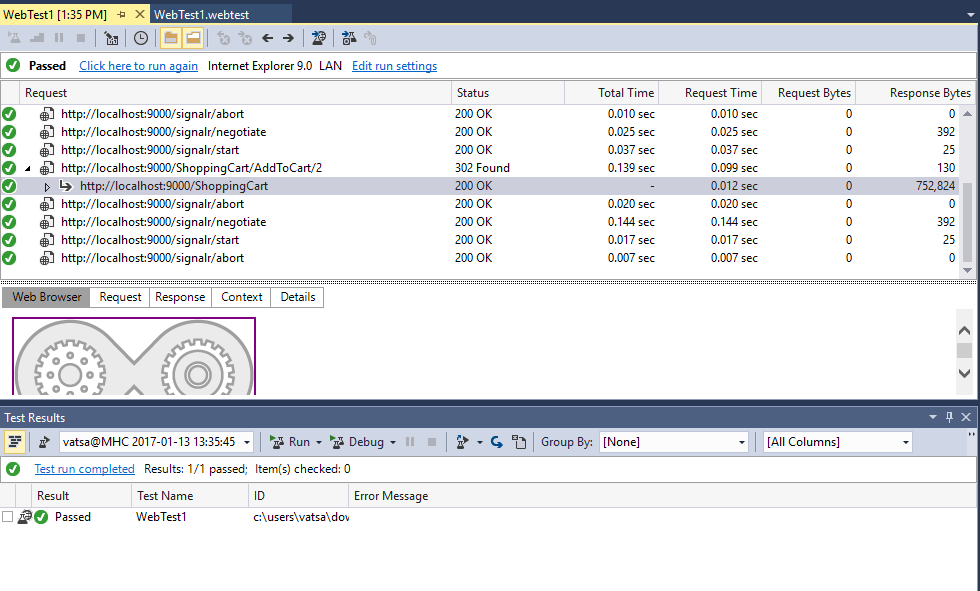 WebTest1 [1:35 PM] WebTest1.webtest
Passed Click here to run again Internet Explorer 9.0 LAN Edit run settings
Request Status Total Time Request Time Request Bytes Response Bytes
http://localhost:9000/signalr/abort 200 OK 0.010 sec 0.010 sec 0 0
http://localhost:9000/signalr/negotiate 200 OK 0.025 sec 0.025 sec 0 392
http://localhost:9000/signalr/start 200 OK 0.037 sec 0.037 sec 0 25
http://localhost:9000/ShoppingCart/AddToCart/2 302 Found 0.139 sec 0.099 sec 0 130
http://localhost:9000/ShoppingCart 200 OK - 0.012 sec 0 752,824
http://localhost:9000/signalr/abort 200 OK 0.020 sec 0.020 sec 0 0
http://localhost:9000/signalr/negotiate 200 OK 0.144 sec 0.144 sec 0 392
http://localhost:9000/signalr/start 200 OK 0.017 sec 0.017 sec 0 25
http://localhost:9000/signalr/abort 200 OK 0.007 sec 0.007 sec 0 0
Web Browser Request Response Context Details
Test Results
vatsa@MHC 2017-01-13 13:35:45 Run Debug Group By: [None] [All Columns]
Test run completed Results: 1/1 passed; Item(s) checked: 0
Result Test Name ID Error Message
Passed WebTest1 c:\users\vatsa\dov